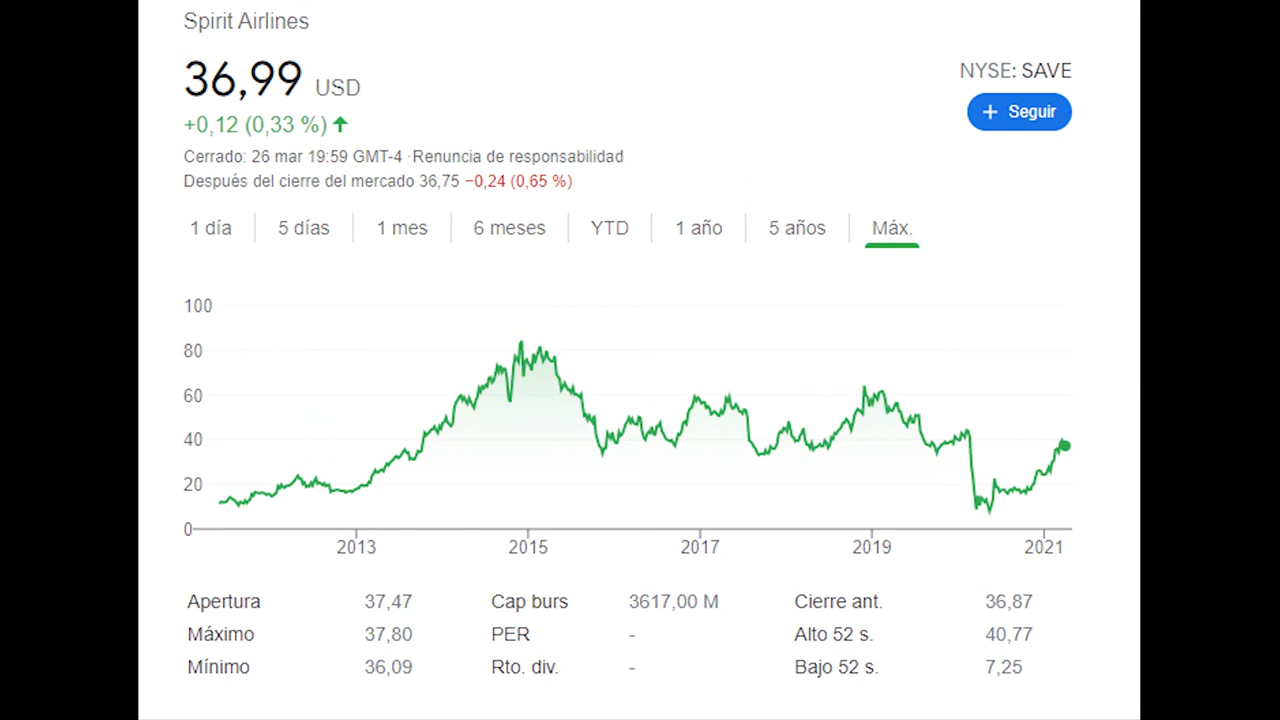 Spirit Airlines
36,99 USD
NYSE: SAVE
+0,12 (0,33 %)
+ Seguir
Cerrado: 26 mar 19:59 GMT-4 ·Renuncia de responsabilidad
Después del cierre del mercado 36,75 −0,24 (0,65 %)
1 día 5 días 1 mes 6 meses YTD 1 año 5 años Máx.
100
80
60
40
20
0
2013 2015 2017 2019 2021
Apertura 37,47 Cap burs 3617,00 M Cierre ant. 36,87
Máximo 37,80 PER - Alto 52 s. 40,77
Mínimo 36,09 Rto. div. - Bajo 52 s. 7,25